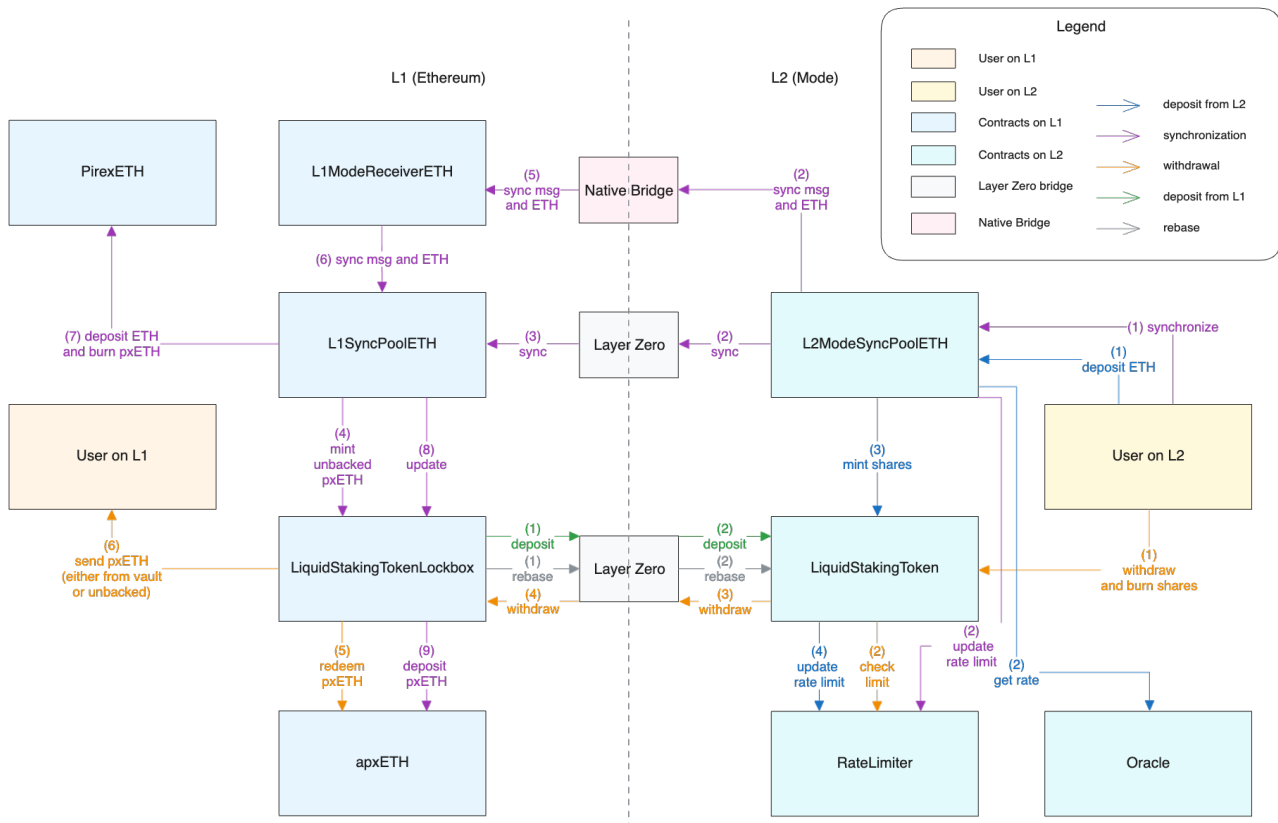 Legend
User on L1
User on L2
Contracts on L1
Contracts on L2
Layer Zero bridge
Native Bridge
deposit from L2
synchronization
withdrawal
deposit from L1
rebase
L1 (Ethereum)
L2 (Mode)
PirexETH
L1ModeReceiverETH
(5)
sync msg
and ETH
Native Bridge
(2)
sync msg
and ETH
(6) sync msg and ETH
(7) deposit ETH
and burn pxETH
L1SyncPoolETH
(3)
sync
Layer Zero
(2)
sync
L2ModeSyncPoolETH
(1) synchronize
(1)
deposit ETH
User on L1
(4)
mint
unbacked
pxETH
(8)
update
(3)
mint shares
User on L2
(6)
send pxETH
(either from vault
or unbacked)
LiquidStakingTokenLockbox
(1)
deposit
(1)
rebase
(4)
withdraw
Layer Zero
(2)
deposit
(2)
rebase
(3)
withdraw
LiquidStakingToken
(1)
withdraw
and burn shares
(5)
redeem
pxETH
(9)
deposit
pxETH
(4)
update
rate limit
(2)
check
limit
(2)
update
rate limit
(2)
get rate
apxETH
RateLimiter
Oracle